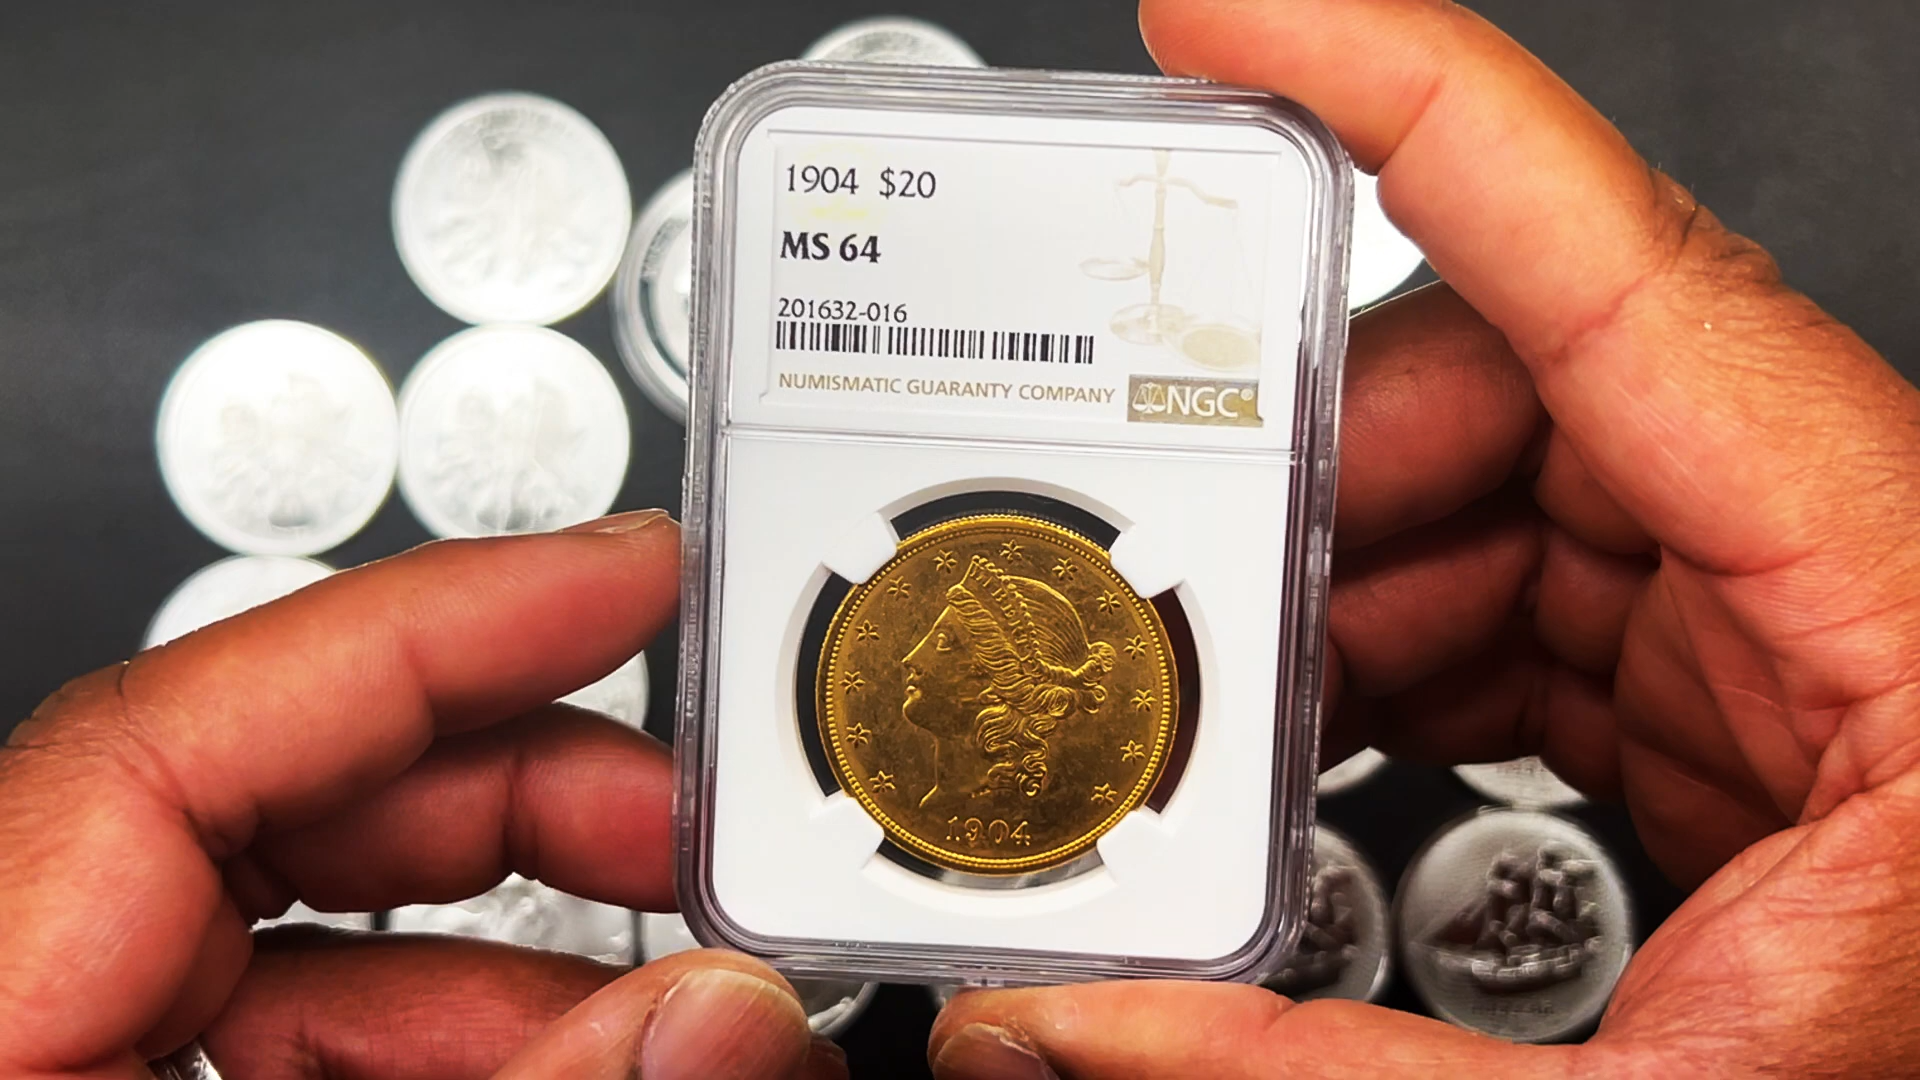 1904 $20
MS 64
201632-016
NUMISMATIC GUARANTY COMPANY
NGC®
LIBERTY
1904